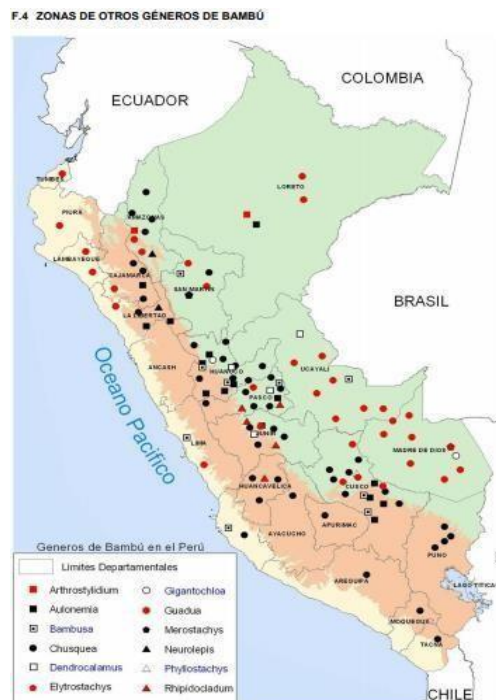 F.4 ZONAS DE OTROS GÉNEROS DE BAMBÚ
COLOMBIA
ECUADOR
TUMBES
LORETO
PIURA
AMAZONAS
LAMBAYEQUE
CAJAMARCA
SAN MARTIN
BRASIL
LA LIBERTAD
ANCASH
HUANUCO
UCAYALI
PASCO
Oceano Pacífico
JUNIN
LIMA
MADRE DE DIOS
CUSCO
HUANCAVELICA
APURIMAC
AYACUCHO
PUNO
AREQUIPA
LAGO TITICACA
MOQUEGUA
TACNA
CHILE
Generos de Bambú en el Perú
Limites Departamentales
Arthrostylidium
Gigantochloa
Aulonemia
Guadua
Bambusa
Merostachys
Chusquea
Neurolepis
Dendrocalamus
Phyllostachys
Elytrostachys
Rhipidocladum